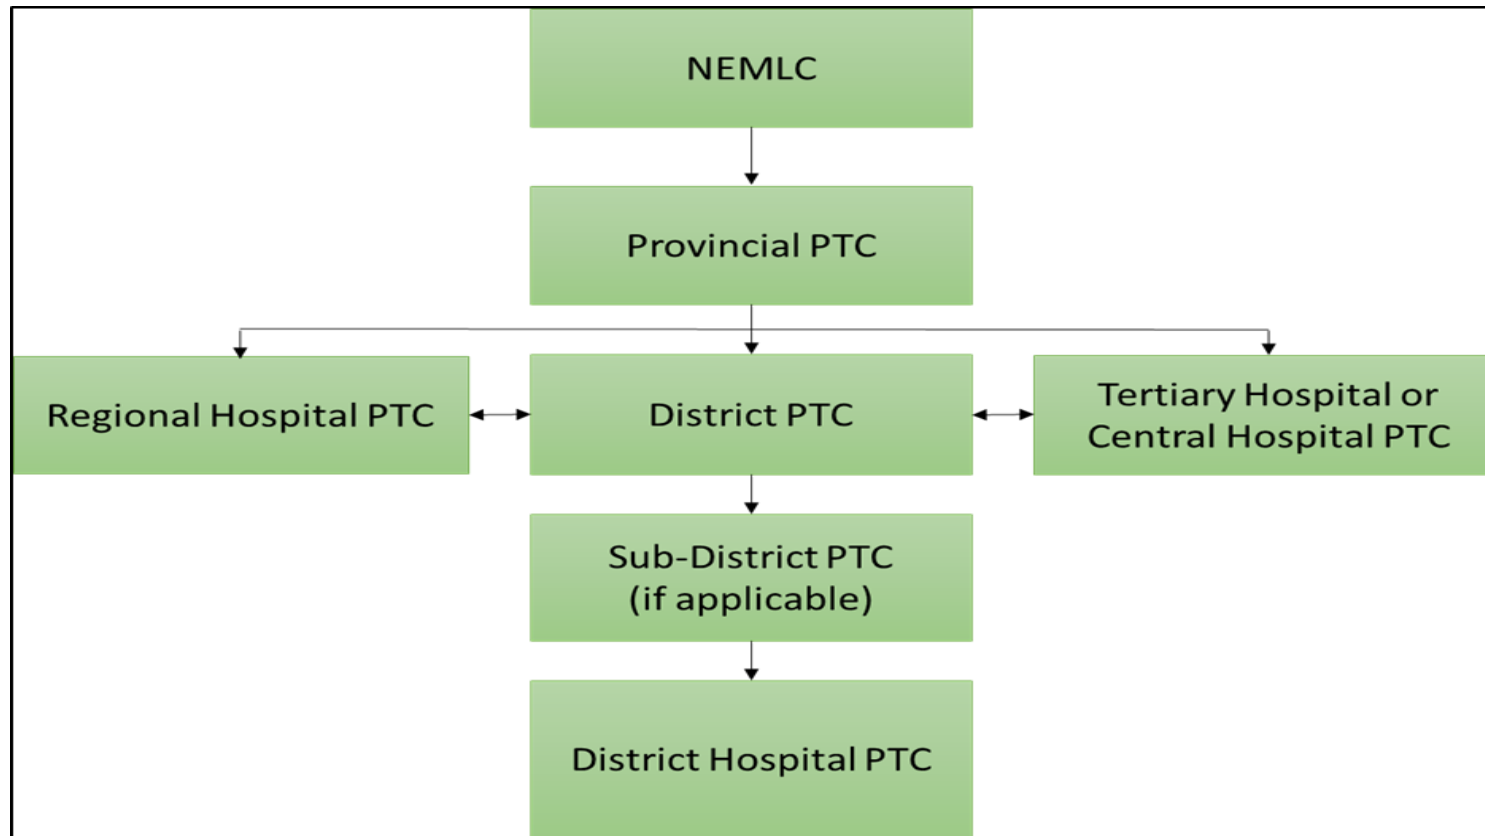 NEMLC
Provincial PTC
Regional Hospital PTC
District PTC
Tertiary Hospital or
Central Hospital PTC
Sub-District PTC
(if applicable)
District Hospital PTC